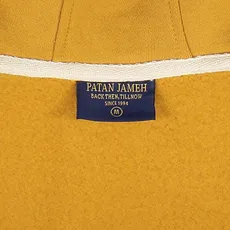 PATAN JAMEH
BACK THEN, TILL NOW
SINCE 1994
M